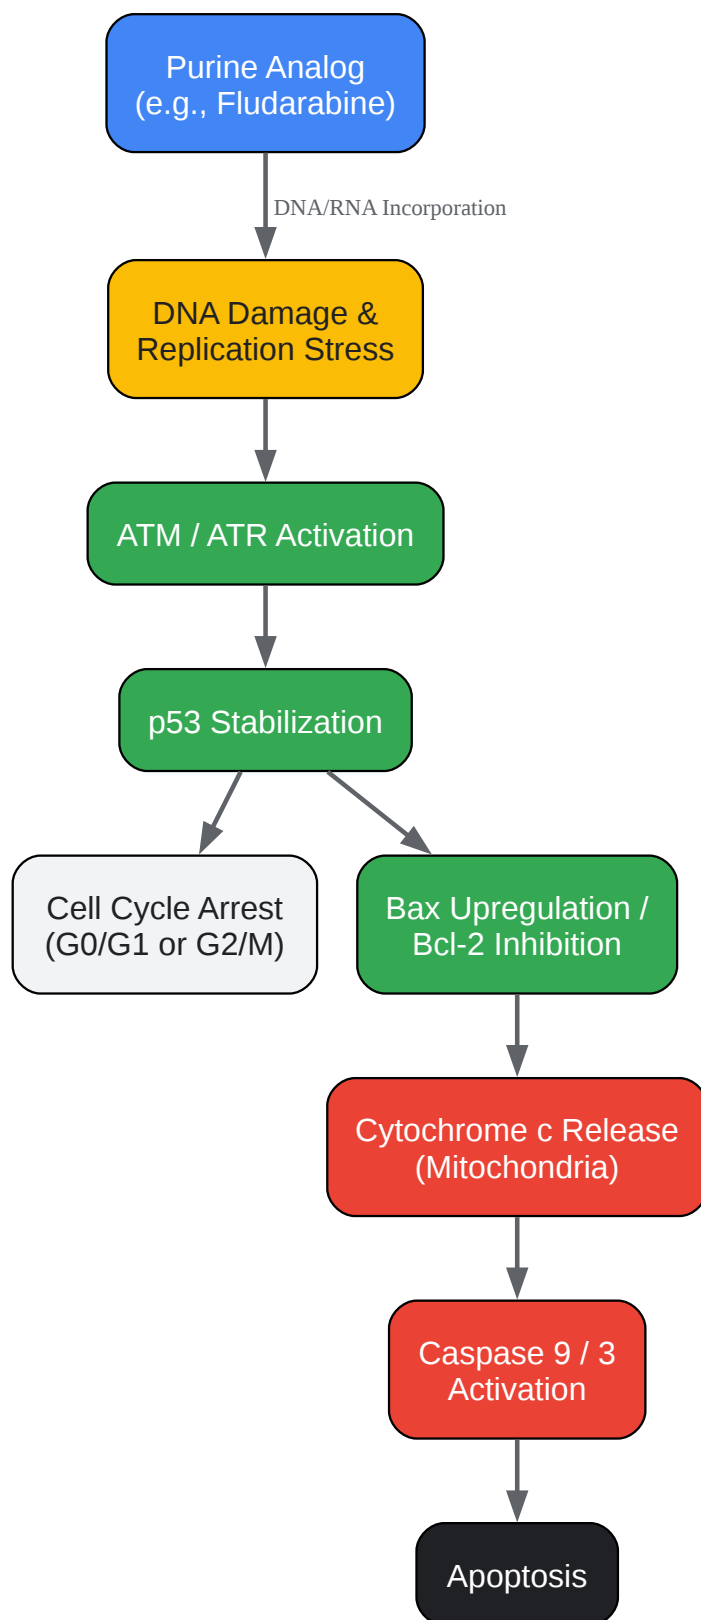 Purine Analog
(e.g., Fludarabine)
DNA/RNA Incorporation
DNA Damage &
Replication Stress
ATM / ATR Activation
p53 Stabilization
Cell Cycle Arrest
(G0/G1 or G2/M)
Bax Upregulation /
Bcl-2 Inhibition
Cytochrome c Release
(Mitochondria)
Caspase 9 / 3
Activation
Apoptosis